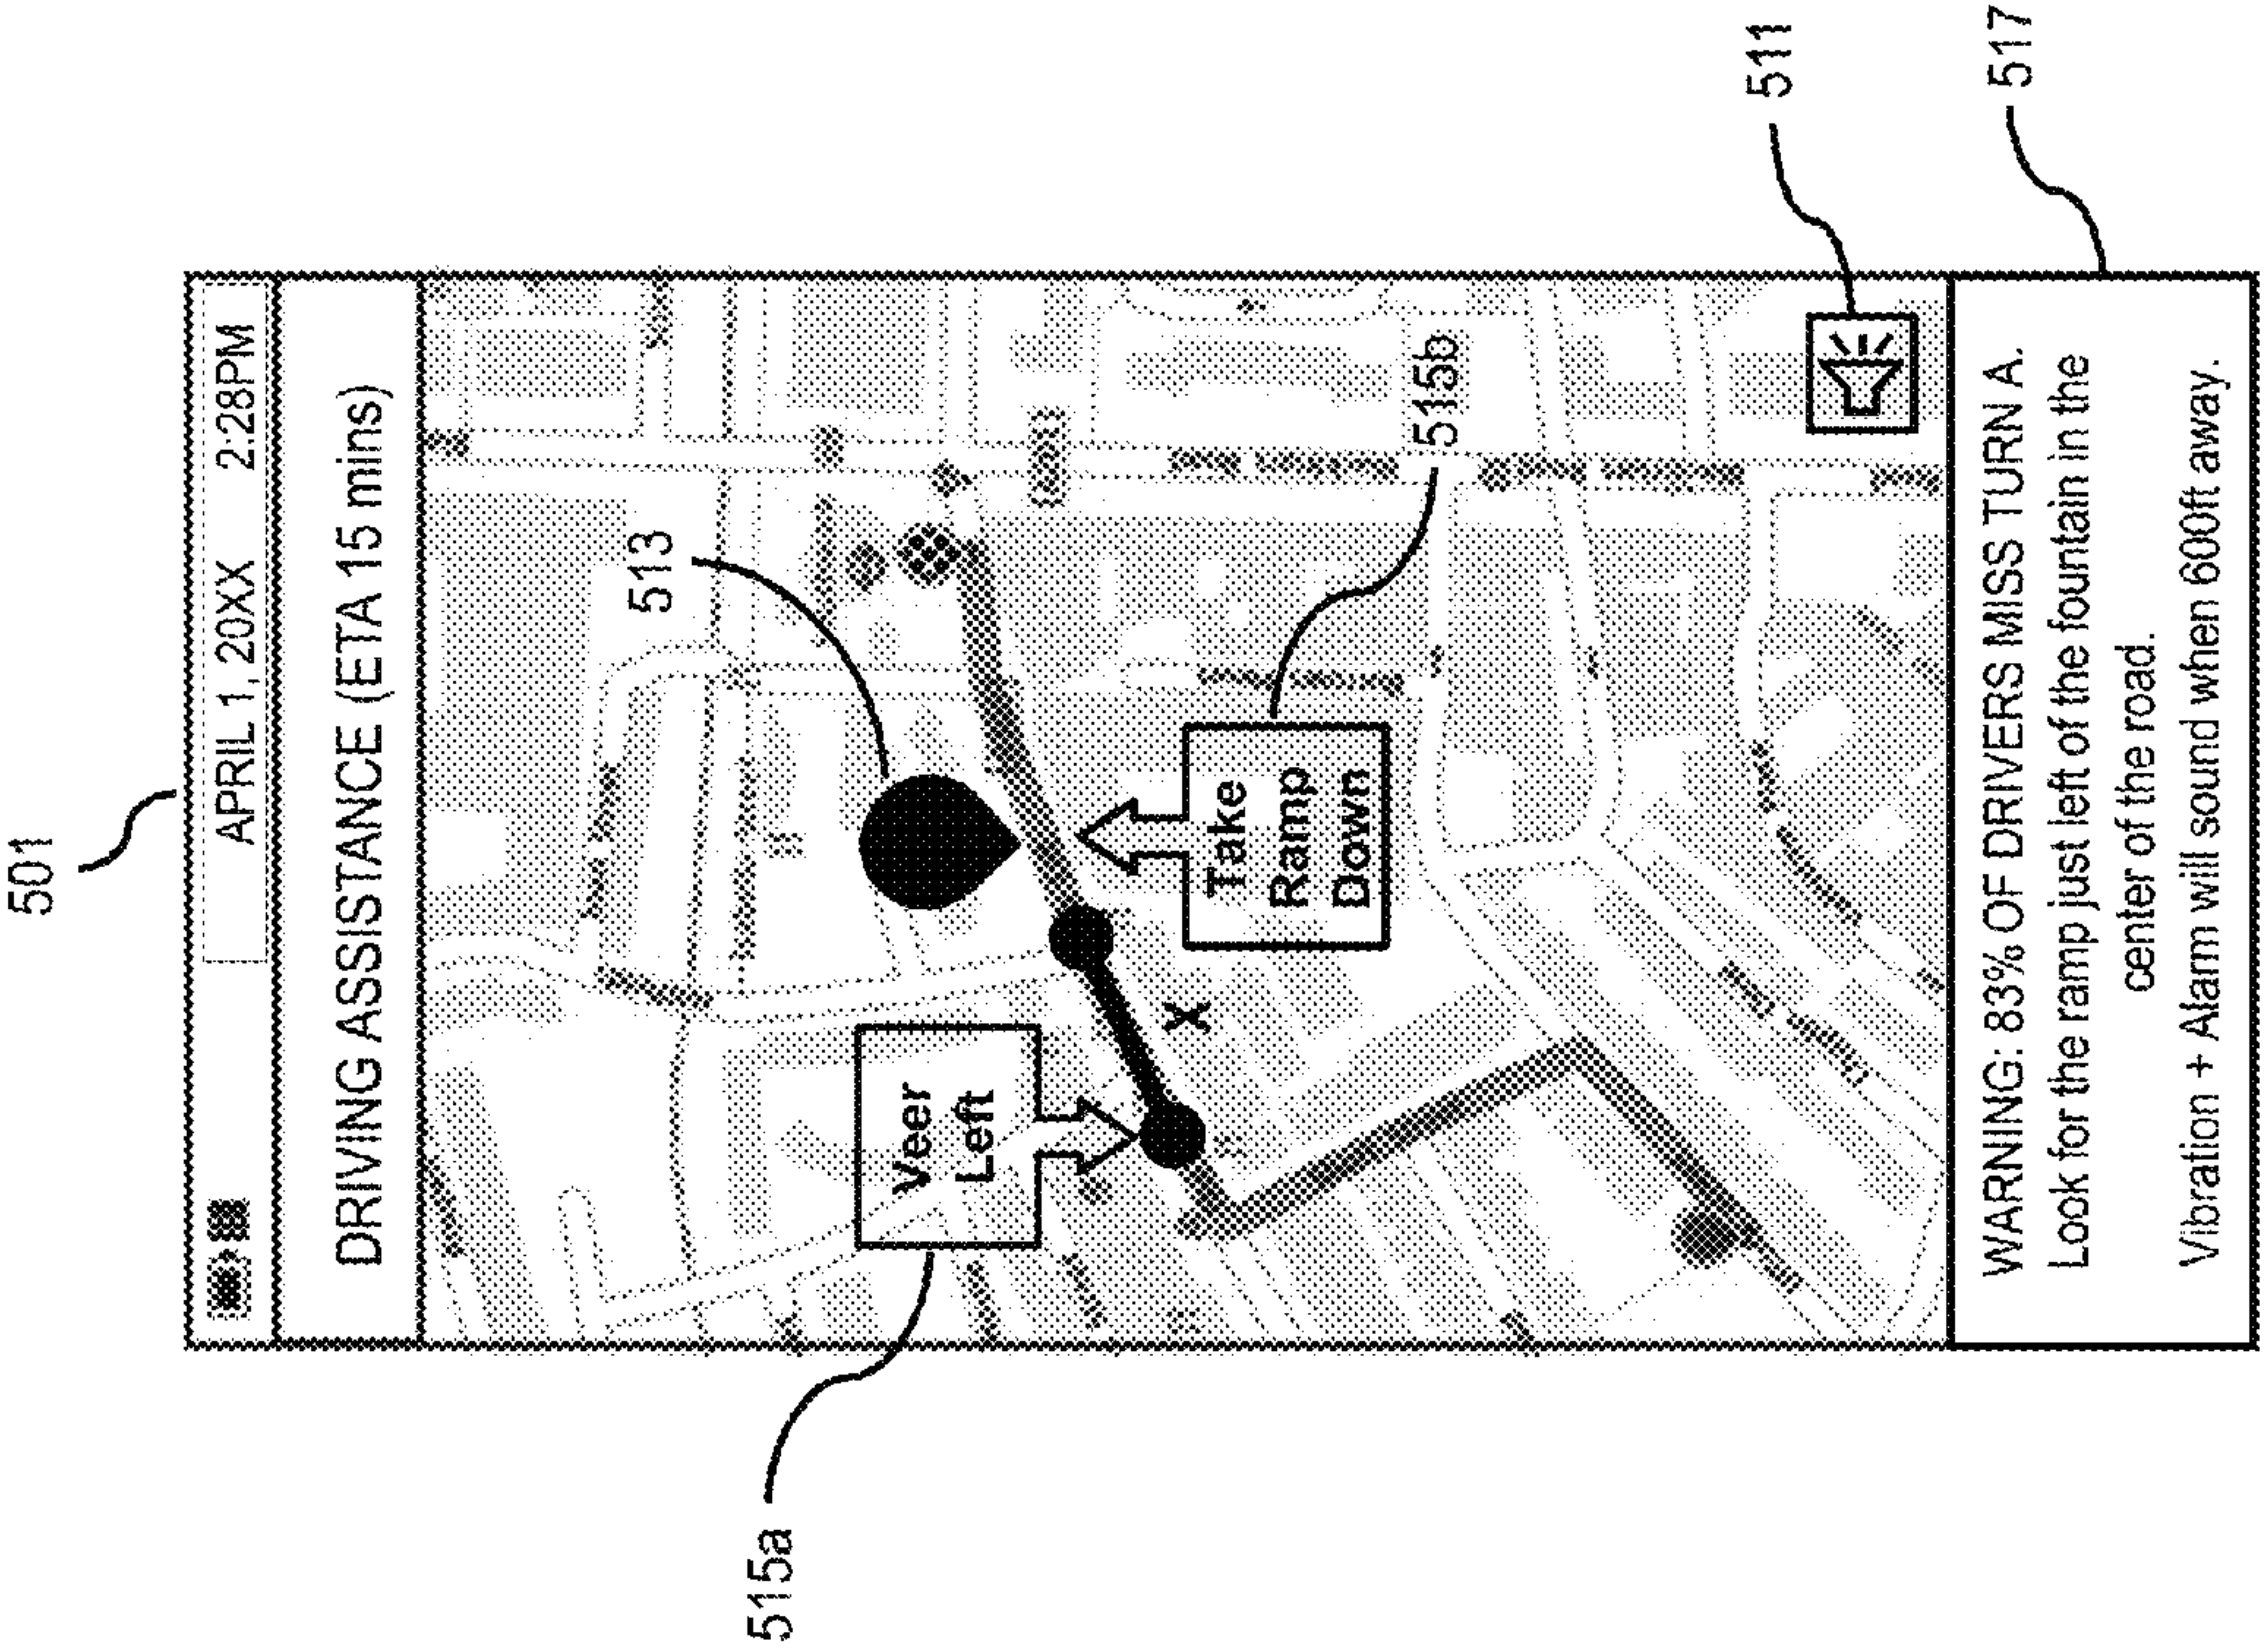 501
APRIL 1, 20XX 2:28PM
DRIVING ASSISTANCE (ETA 15 mins)
513
515a
Veer
Left
X
Take
Ramp
Down
515b
511
WARNING: 83% OF DRIVERS MISS TURN A.
Look for the ramp just left of the fountain in the
center of the road.
Vibration + Alarm will sound when 600ft away.
517